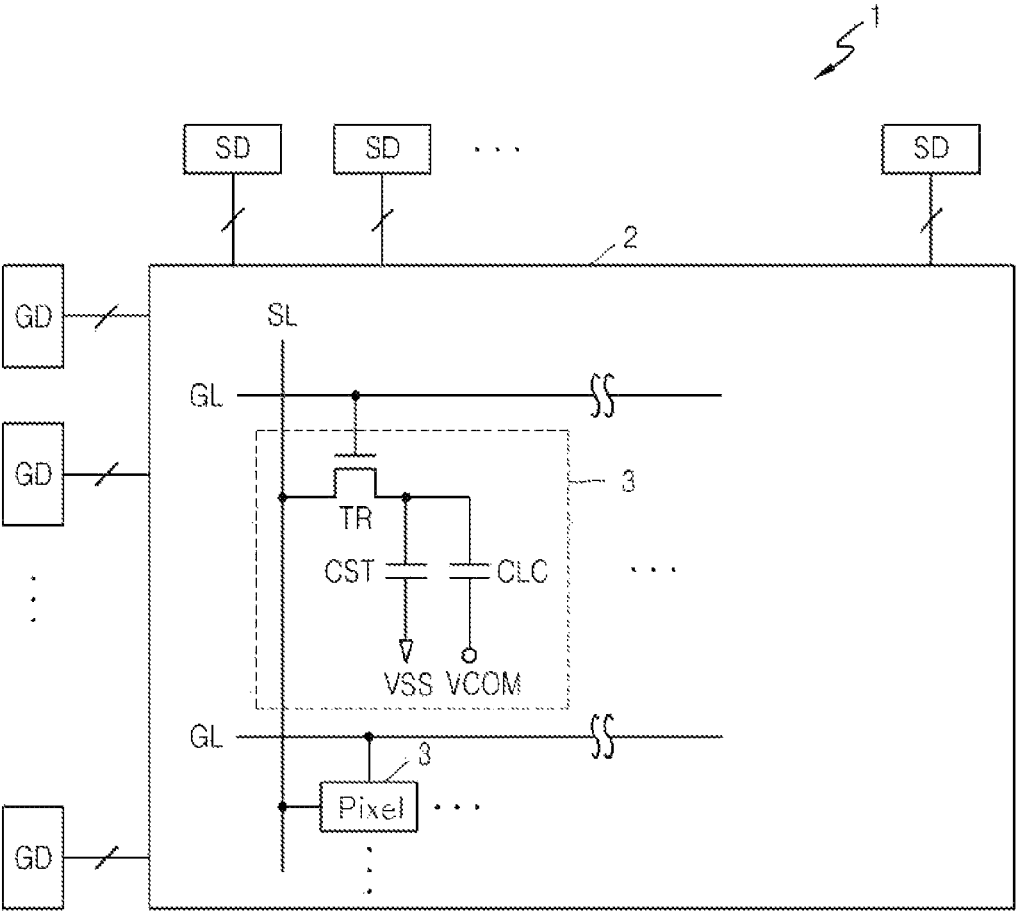 1
SD SD . . . SD
2
GD
SL
GL
GD
3
TR
CST CLC . . .
VSS VCOM
GL
3
Pixel . . .
GD